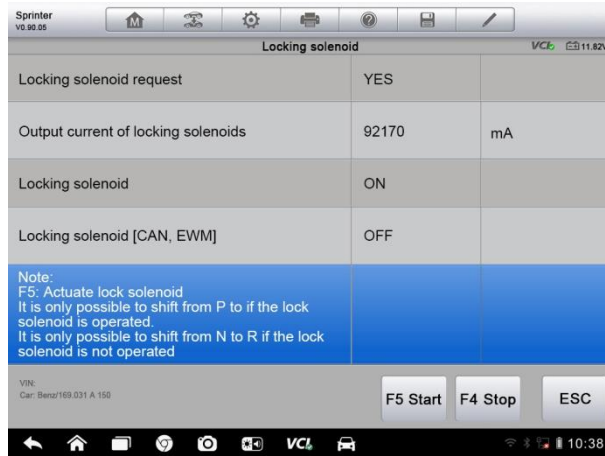 Sprinter
V0.90.05
Locking solenoid
VCI
11.82V
Locking solenoid request YES
Output current of locking solenoids 92170 mA
Locking solenoid ON
Locking solenoid [CAN, EWM] OFF
Note:
F5: Actuate lock solenoid
It is only possible to shift from P to if the lock
solenoid is operated.
It is only possible to shift from N to R if the lock
solenoid is not operated
VIN:
Car: Benz/169.031 A 150
F5 Start F4 Stop ESC
VCI 10:38